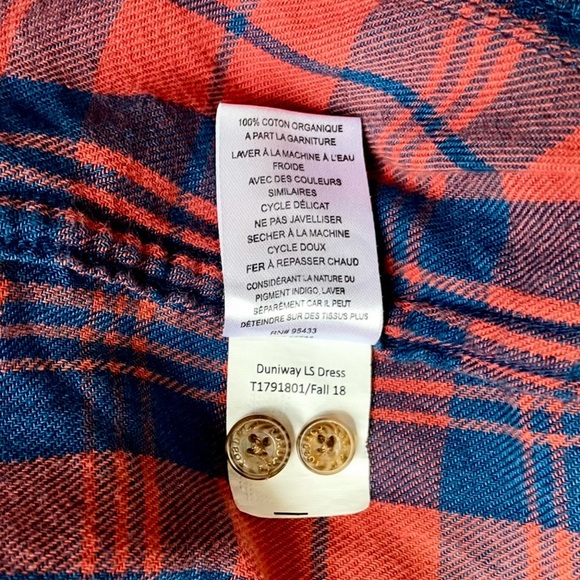 100% COTON ORGANIQUE
A PART LA GARNITURE
LAVER À LA MACHINE À L'EAU
FROIDE
AVEC DES COULEURS
SIMILAIRES
CYCLE DÉLICAT
NE PAS JAVELLISER
SECHER À LA MACHINE
CYCLE DOUX
FER À REPASSER CHAUD
CONSIDÉRANT LA NATURE DU
PIGMENT INDIGO, LAVER
SÉPARÉMENT CAR IL PEUT
DÉTEINDRE SUR DES TISSUS PLUS
RN# 95433
Duniway LS Dress
T1791801/Fall 18